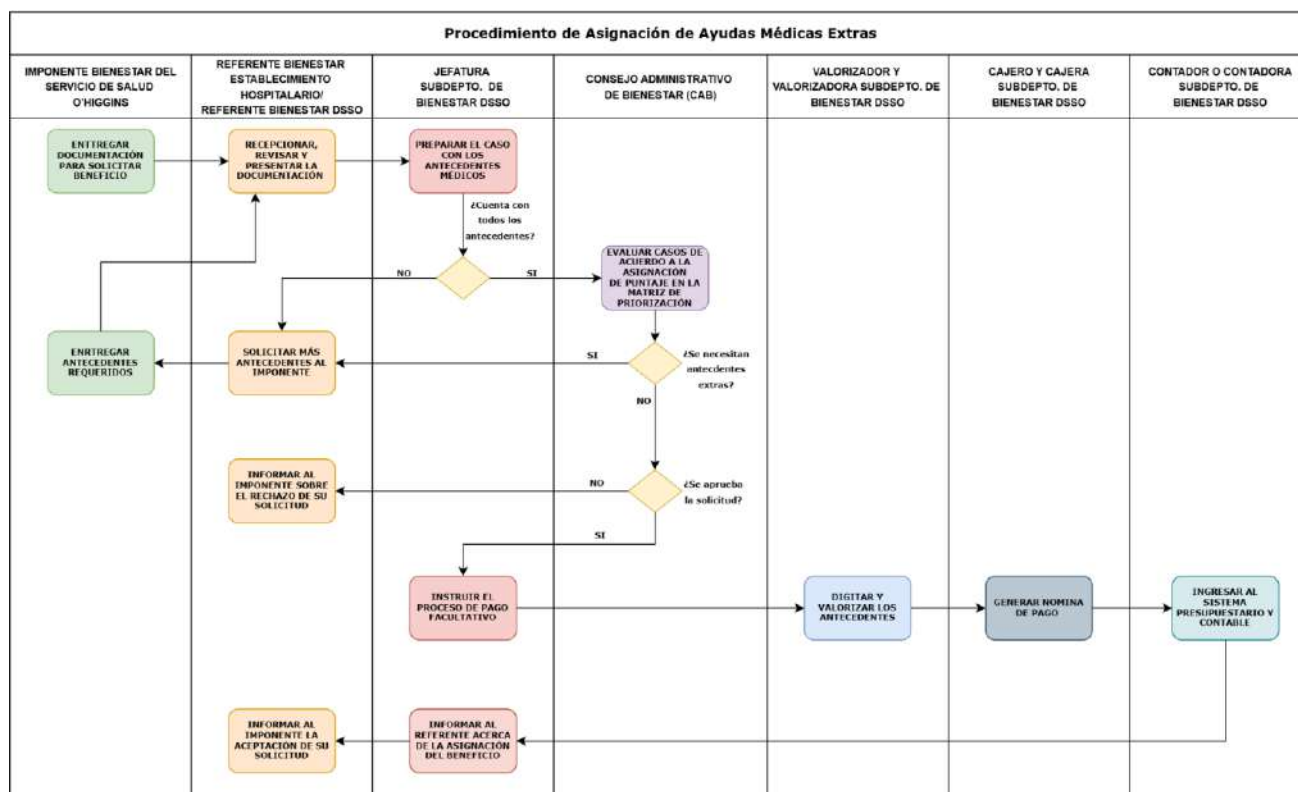 Procedimiento de Asignación de Ayudas Médicas Extras
IMPONENTE BIENESTAR DEL
SERVICIO DE SALUD
O'HIGGINS
REFERENTE BIENESTAR
ESTABLECIMIENTO
HOSPITALARIO/
REFERENTE BIENESTAR DSSO
JEFATURA
SUBDEPTO. DE
BIENESTAR DSSO
CONSEJO ADMINISTRATIVO
DE BIENESTAR (CAB)
VALORIZADOR Y
VALORIZADORA SUBDEPTO. DE
BIENESTAR DSSO
CAJERO Y CAJERA
SUBDEPTO. DE
BIENESTAR DSSO
CONTADOR O CONTADORA
SUBDEPTO. DE
BIENESTAR DSSO
ENTTREGAR
DOCUMENTACIÓN
PARA SOLICITAR
BENEFICIO
RECEPCIONAR,
REVISAR Y
PRESENTAR LA
DOCUMENTACIÓN
PREPARAR EL CASO
CON LOS
ANTECEDENTES
MÉDICOS
¿Cuenta con
todos los
antecedentes?
NO
SI
EVALUAR CASOS DE
ACUERDO A LA
ASIGNACIÓN
DE PUNTAJE EN LA
MATRIZ DE
PRIORIZACIÓN
ENRTREGAR
ANTECEDENTES
REQUERIDOS
SOLICITAR MÁS
ANTECEDENTES AL
IMPONENTE
SI
¿Se necesitan
antecdentes
extras?
NO
INFORMAR AL
IMPONENTE SOBRE
EL RECHAZO DE SU
SOLICITUD
NO
¿Se aprueba
la solicitud?
SI
INSTRUIR EL
PROCESO DE PAGO
FACULTATIVO
DIGITAR Y
VALORIZAR LOS
ANTECEDENTES
GENERAR NOMINA
DE PAGO
INGRESAR AL
SISTEMA
PRESUPUESTARIO Y
CONTABLE
INFORMAR AL
IMPONENTE LA
ACEPTACIÓN DE SU
SOLICITUD
INFORMAR AL
REFERENTE ACERCA
DE LA ASIGNACIÓN
DEL BENEFICIO